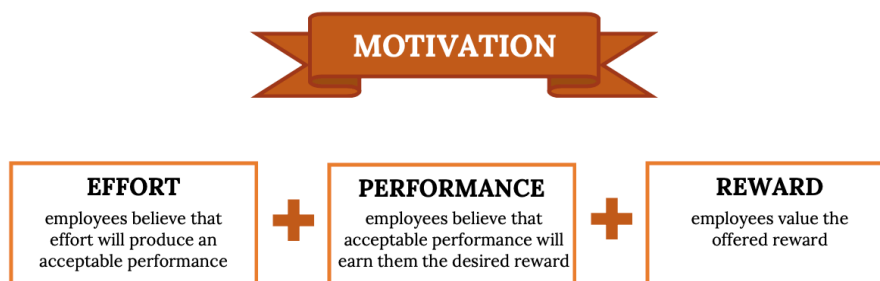 MOTIVATION
EFFORT
employees believe that
effort will produce an
acceptable performance
PERFORMANCE
employees believe that
acceptable performance will
earn them the desired reward
REWARD
employees value the
offered reward